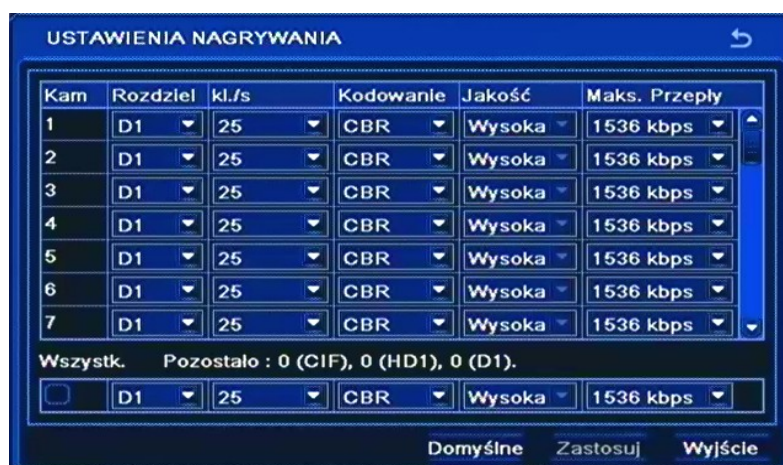 USTAWIENIA NAGRYWANIA
Kam Rozdziel kl./s Kodowanie Jakość Maks. Przepły
1 D1 25 CBR Wysoka 1536 kbps
2 D1 25 CBR Wysoka 1536 kbps
3 D1 25 CBR Wysoka 1536 kbps
4 D1 25 CBR Wysoka 1536 kbps
5 D1 25 CBR Wysoka 1536 kbps
6 D1 25 CBR Wysoka 1536 kbps
7 D1 25 CBR Wysoka 1536 kbps
Wszystk. Pozostało : 0 (CIF), 0 (HD1), 0 (D1).
D1 25 CBR Wysoka 1536 kbps
Domyślne Zastosuj Wyjście